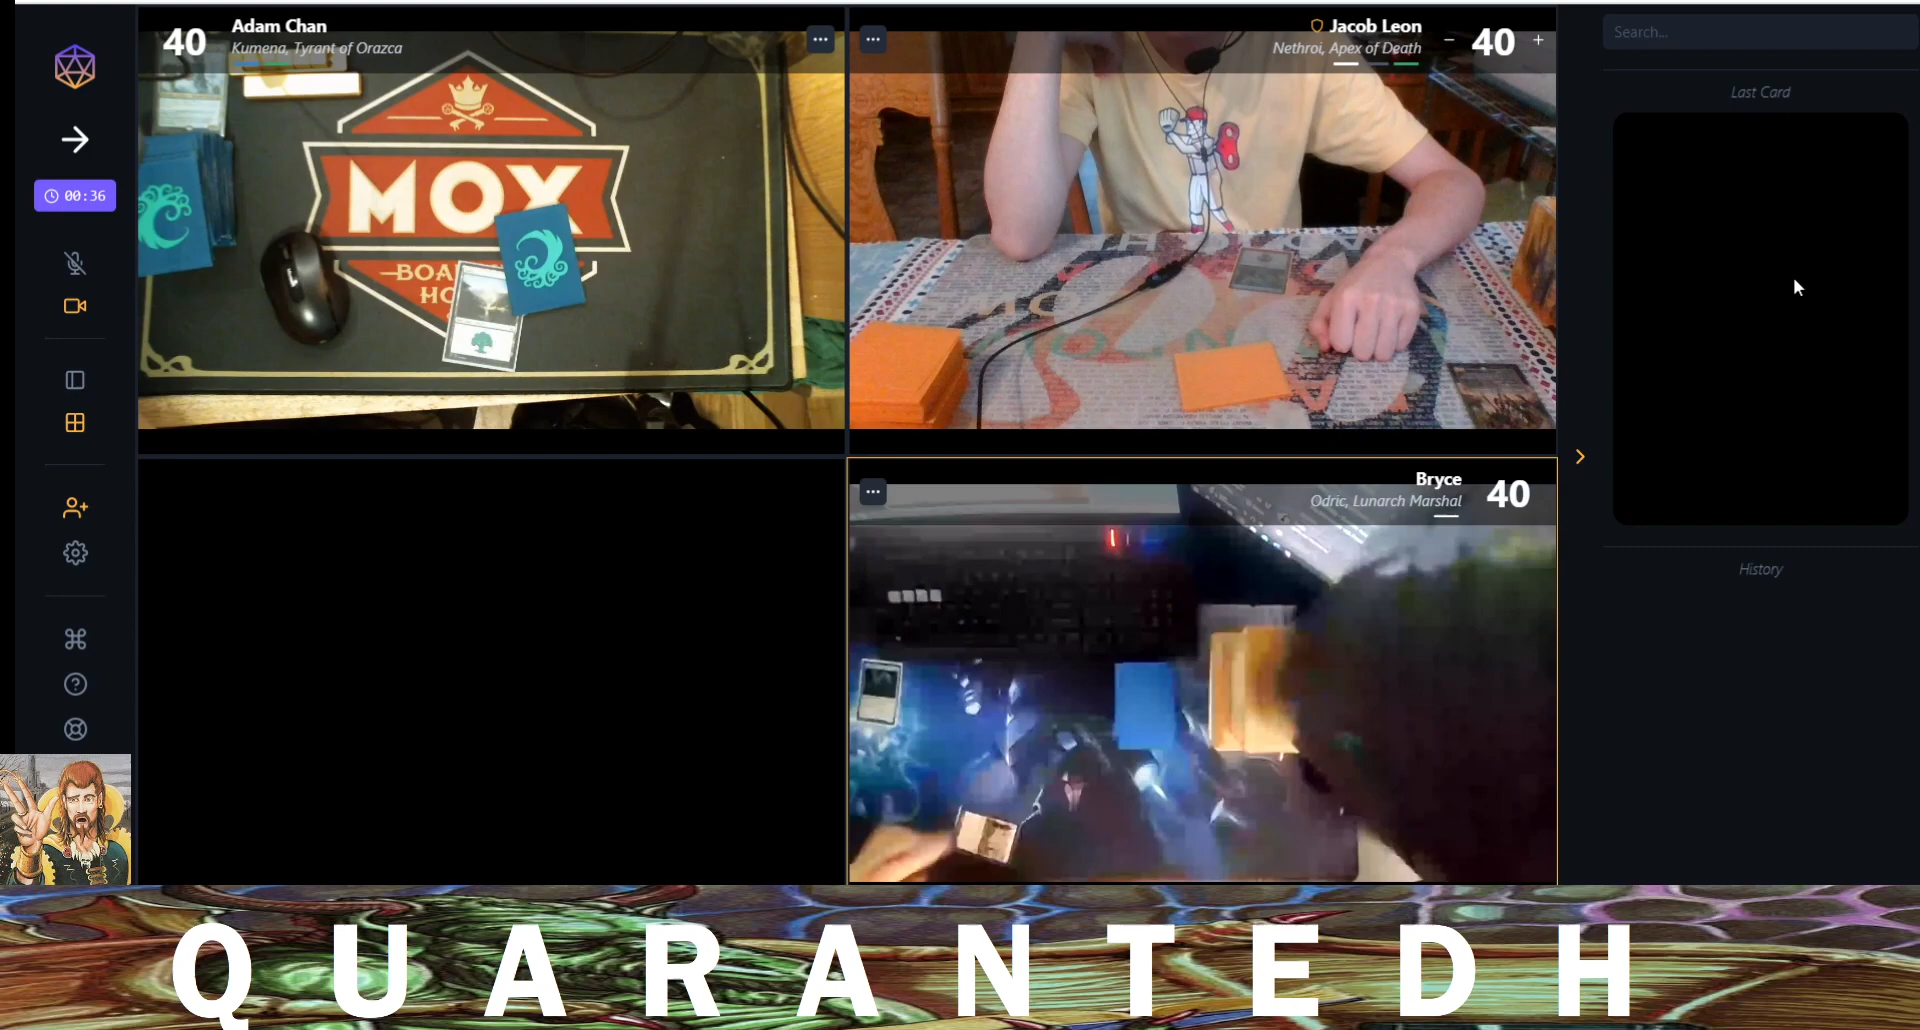 40
Adam Chan
Kumena, Tyrant of Orazca
Jacob Leon
Nethroi, Apex of Death
40
Search...
Last Card
00:36
MOX
BOA
HO
Bryce
Odric, Lunarch Marshal
40
History
QUARANTEDH